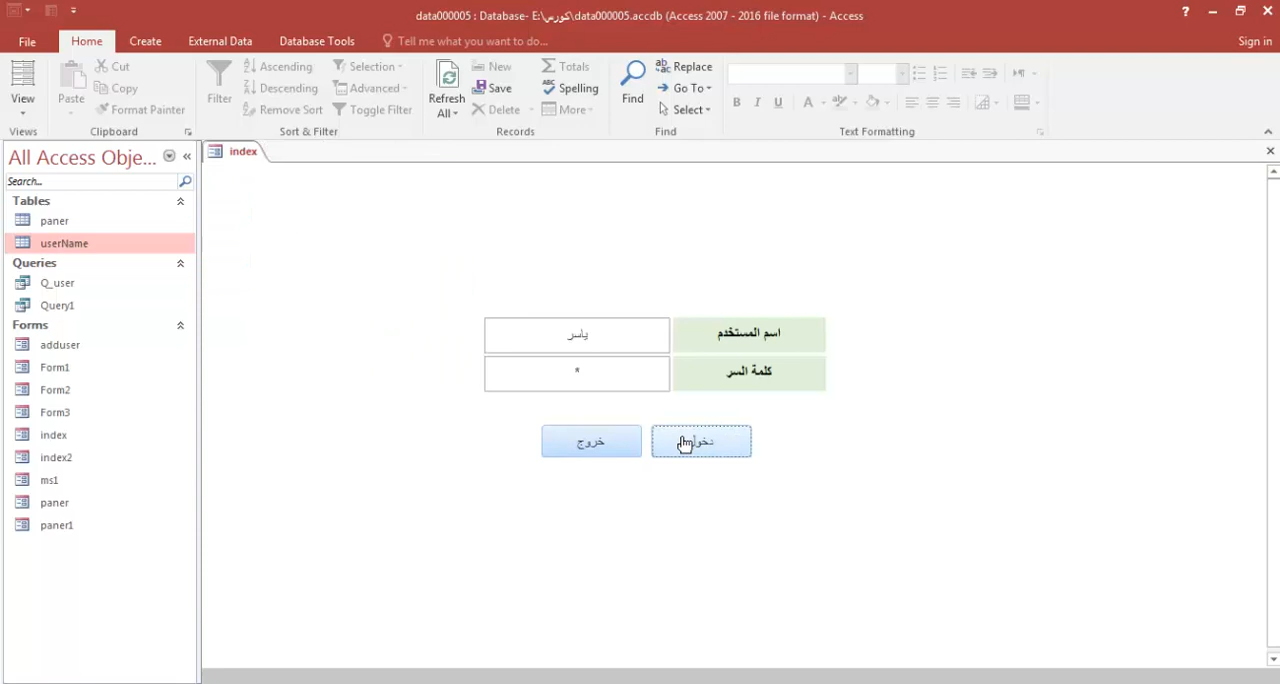 data000005 : Database- E:\كورس\data000005.accdb (Access 2007 - 2016 file format) - Access
File
Home
Create
External Data
Database Tools
Tell me what you want to do...
Sign in
View
Views
Paste
Cut
Copy
Format Painter
Clipboard
Filter
Ascending
Descending
Remove Sort
Selection
Advanced
Toggle Filter
Sort & Filter
Refresh
All
New
Save
Delete
Totals
Spelling
More
Records
Find
Replace
Go To
Select
Find
B I U
Text Formatting
All Access Obje...
Search...
Tables
paner
userName
Queries
Q_user
Query1
Forms
adduser
Form1
Form2
Form3
index
index2
ms1
paner
paner1
index
اسم المستخدم
ياسر
كلمة السر
*
دخول
خروج